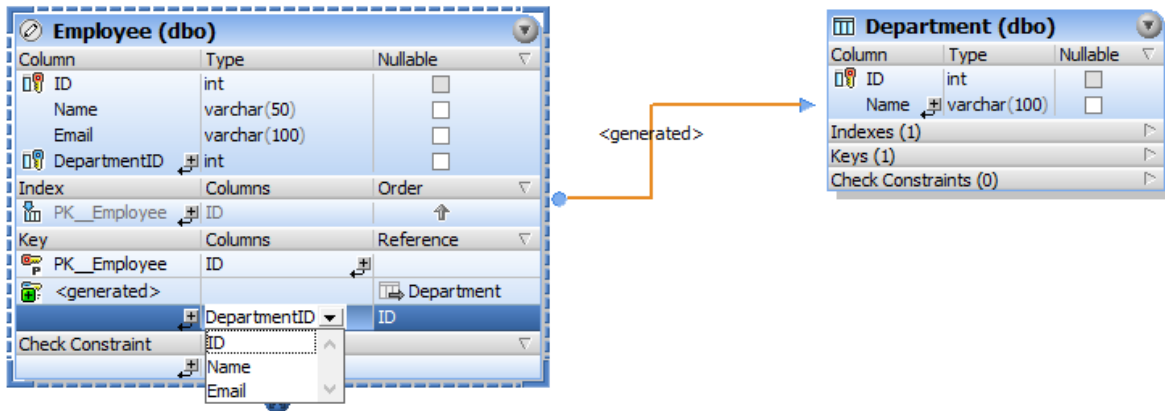 Employee (dbo)
Column Type Nullable
ID int
Name varchar(50)
Email varchar(100)
DepartmentID int
Index Columns Order
PK__Employee ID
Key Columns Reference
PK__Employee ID
P
<generated> Department
DepartmentID ID
Check Constraint
ID
Name
Email
<generated>
Department (dbo)
Column Type Nullable
ID int
Name varchar(100)
Indexes (1)
Keys (1)
Check Constraints (0)